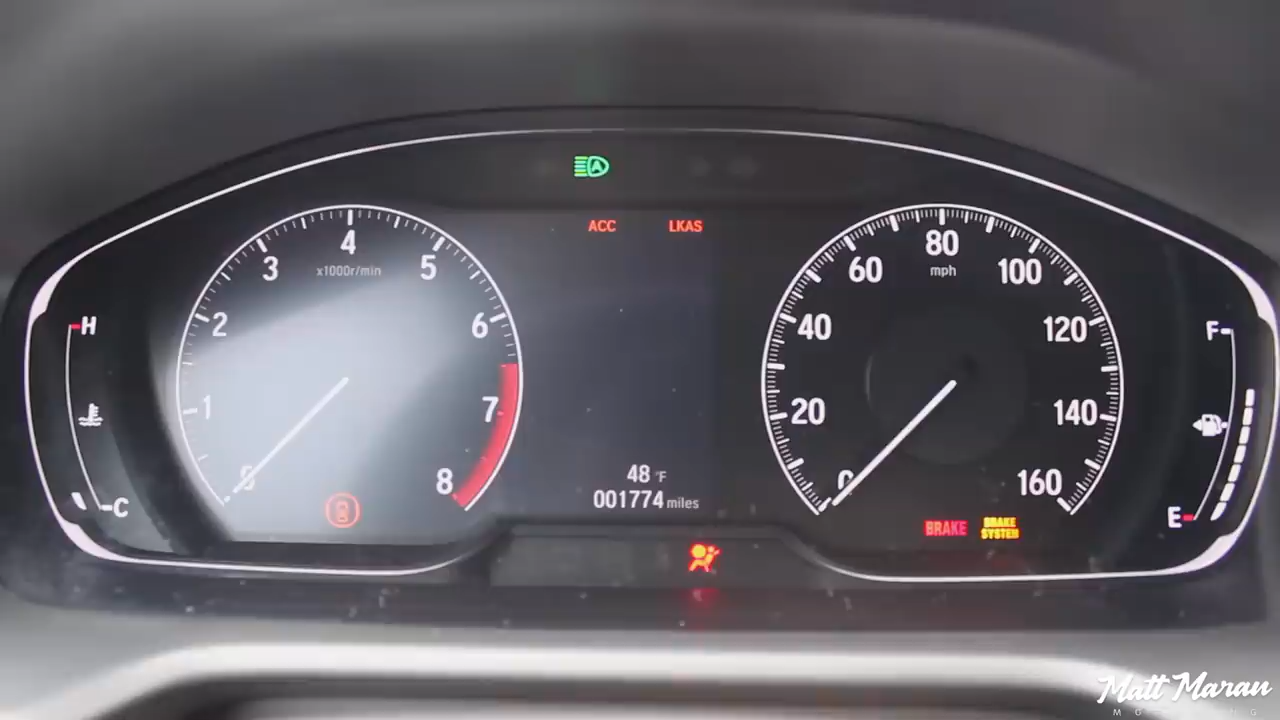 A
ACC LKAS
0 1 2 3 4 5 6 7 8
x1000r/min
0 20 40 60 80 100 120 140 160
mph
H
C
F
E
48 °F
001774 miles
BRAKE
BRAKE
SYSTEM
Matt Maran
MOTORING